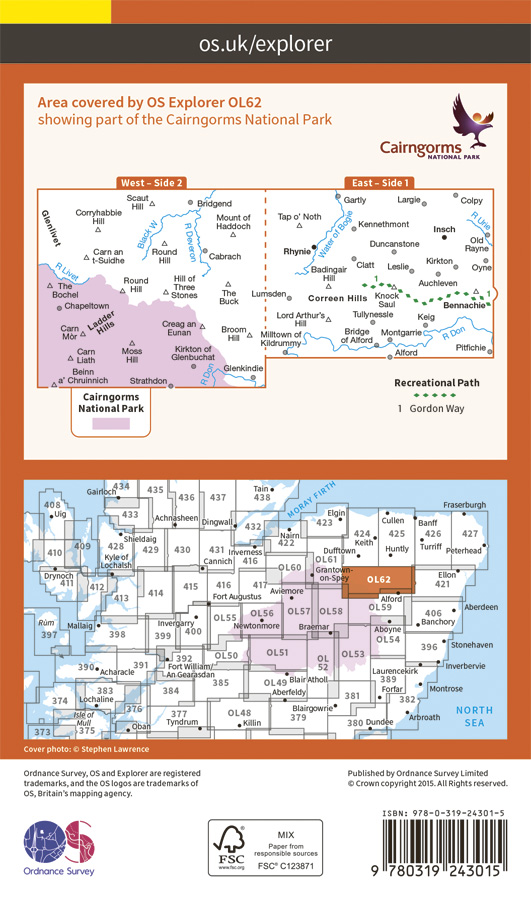 os.uk/explorer
Area covered by OS Explorer OL62
showing part of the Cairngorms National Park
Cairngorms
NATIONAL PARK
West – Side 2
East – Side 1
Glenlivet
Corryhabbie
Hill
Scaut
Hill
Bridgend
Black W
R Deveron
Mount of
Haddoch
Carn an
t-Suidhe
Round
Hill
Cabrach
R Livet
The
Bochel
Round
Hill
Hill of
Three
Stones
The
Buck
Chapeltown
Ladder
Hills
Carn
Mòr
Creag an
Eunan
Broom
Hill
Carn
Liath
Moss
Hill
Kirkton of
Glenbuchat
Beinn
a' Chruinnich
Strathdon
R Don
Glenkindie
Gartly
Largie
Colpy
Tap o' Noth
Water of Bogie
Kennethmont
Insch
R Urie
Rhynie
Duncanstone
Old
Rayne
Badingair
Hill
Clatt
Leslie
Kirkton
Oyne
Auchleven
Lumsden
Correen Hills
1
Knock
Saul
Bennachie
1
Lord Arthur's
Hill
Tullynessle
Keig
Milltown of
Kildrummy
Bridge
of Alford
Montgarrie
R Don
Alford
Pitfichie
Cairngorms
National Park
Recreational Path
1 Gordon Way
434
435
436
437
Tain
438
MORAY FIRTH
Gairloch
408
Uig
433
Achnasheen
Dingwall
432
Nairn
422
Elgin
423
Cullen
Banff
Fraserburgh
424
425
426
427
Keith
Huntly
Turriff
Peterhead
409
410
428
Shieldaig
429
430
431
Inverness
416
Kyle of
Lochalsh
Cannich
Dufftown
OL61
OL60
Grantown-
on-Spey
OL62
Ellon
421
Drynoch
411
412
413
414
415
416
417
Fort Augustus
Aviemore
Alford
OL59
Aberdeen
Rùm
397
Mallaig
398
Invergarry
399
400
OL55
OL56
Newtonmore
OL57
OL58
Braemar
406
Banchory
Aboyne
OL54
390
Acharacle
391
392
Fort William/
An Gearasdan
OL50
OL51
OL
52
OL53
396
Stonehaven
Inverbervie
374
383
Lochaline
384
385
OL49
Blair Atholl
Aberfeldy
Laurencekirk
389
Forfar
Montrose
382
373
Isle of
Mull
375
376
Oban
377
Tyndrum
OL48
Killin
Blairgowrie
379
381
380
Dundee
Arbroath
NORTH
SEA
Cover photo: © Stephen Lawrence
Ordnance Survey, OS and Explorer are registered
trademarks, and the OS logos are trademarks of
OS, Britain's mapping agency.
Published by Ordnance Survey Limited
© Crown copyright 2015. All Rights reserved.
OS
Ordnance Survey
FSC
www.fsc.org
MIX
Paper from
responsible sources
FSC® C123871
ISBN: 978-0-319-24301-5
9 780319 243015